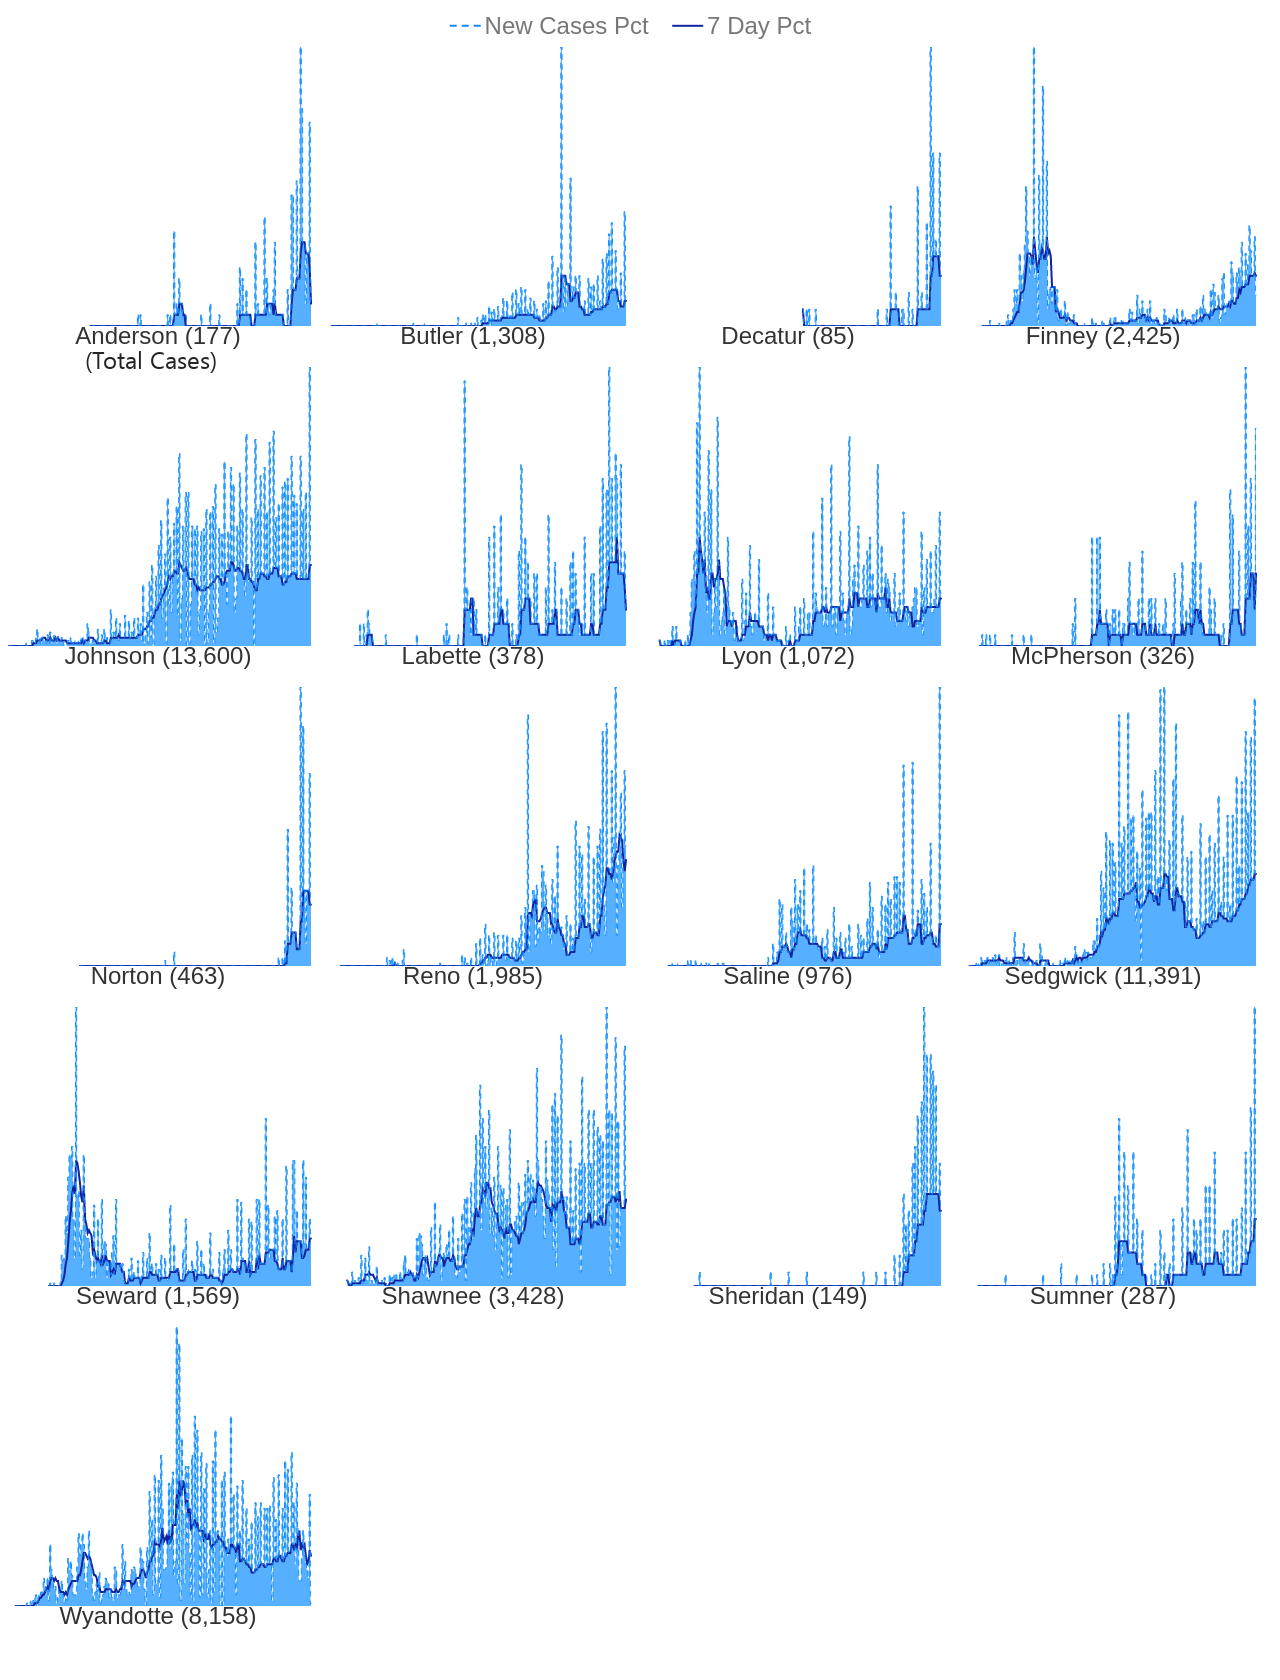 New Cases Pct 7 Day Pct
Anderson (177) Butler (1,308) Decatur (85) Finney (2,425)
(Total Cases)
Johnson (13,600) Labette (378) Lyon (1,072) McPherson (326)
Norton (463) Reno (1,985) Saline (976) Sedgwick (11,391)
Seward (1,569) Shawnee (3,428) Sheridan (149) Sumner (287)
Wyandotte (8,158)